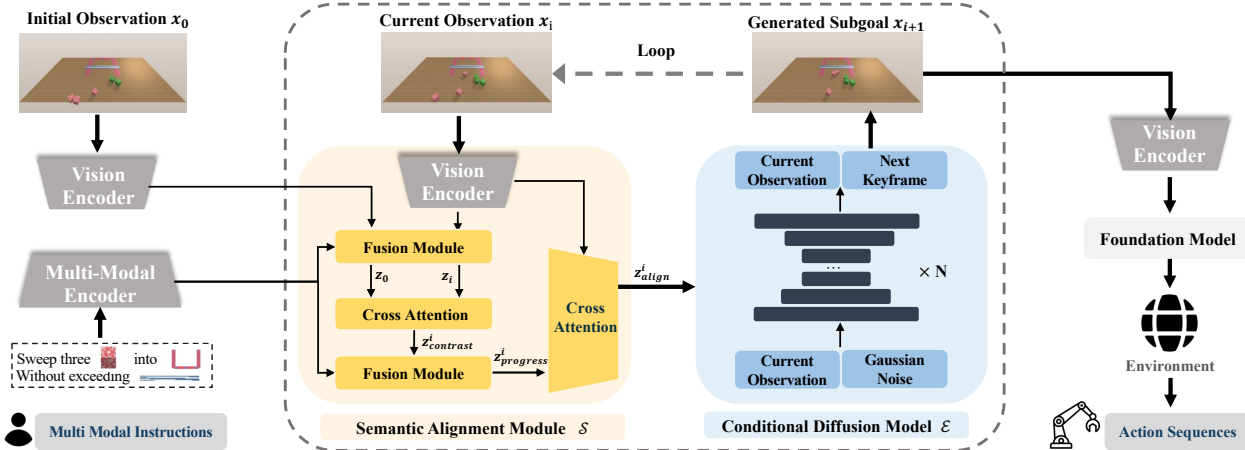 Initial Observation x₀
Current Observation xᵢ
Generated Subgoal xᵢ₊₁
Loop
Vision
Encoder
Vision
Encoder
Current
Observation
Next
Keyframe
Vision
Encoder
Fusion Module
Multi-Modal
Encoder
z₀
zᵢ
Cross Attention
Cross
Attention
zⁱ_align
...
× N
Foundation Model
zⁱ_contrast
zⁱ_progress
Fusion Module
Current
Observation
Gaussian
Noise
Environment
Sweep three into
Without exceeding
Multi Modal Instructions
Semantic Alignment Module 𝒮
Conditional Diffusion Model ℰ
Action Sequences